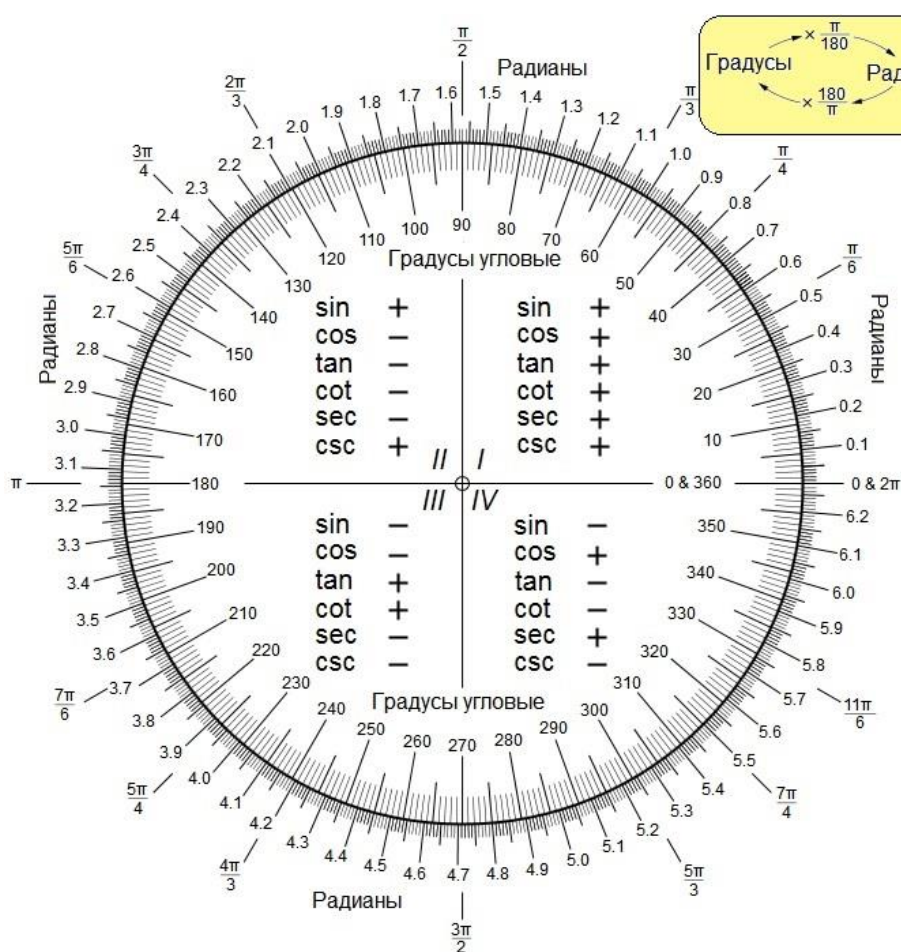 Градусы × π/180 Рад
× 180/π
Радианы
π/2
π/3
π/4
π/6
0 & 2π
11π/6
7π/4
5π/3
3π/2
4π/3
5π/4
7π/6
π
5π/6
3π/4
2π/3
Радианы
Радианы
Радианы
0.1
0.2
0.3
0.4
0.5
0.6
0.7
0.8
0.9
1.0
1.1
1.2
1.3
1.4
1.5
1.6
1.7
1.8
1.9
2.0
2.1
2.2
2.3
2.4
2.5
2.6
2.7
2.8
2.9
3.0
3.1
3.2
3.3
3.4
3.5
3.6
3.7
3.8
3.9
4.0
4.1
4.2
4.3
4.4
4.5
4.6
4.7
4.8
4.9
5.0
5.1
5.2
5.3
5.4
5.5
5.6
5.7
5.8
5.9
6.0
6.1
6.2
0 & 360
10
20
30
40
50
60
70
80
90
100
110
120
130
140
150
160
170
180
190
200
210
220
230
240
250
260
270
280
290
300
310
320
330
340
350
Градусы угловые
sin +
cos −
tan −
cot −
sec −
csc +
II
sin +
cos +
tan +
cot +
sec +
csc +
I
III
sin −
cos −
tan +
cot +
sec −
csc −
IV
sin −
cos +
tan −
cot −
sec +
csc −
Градусы угловые